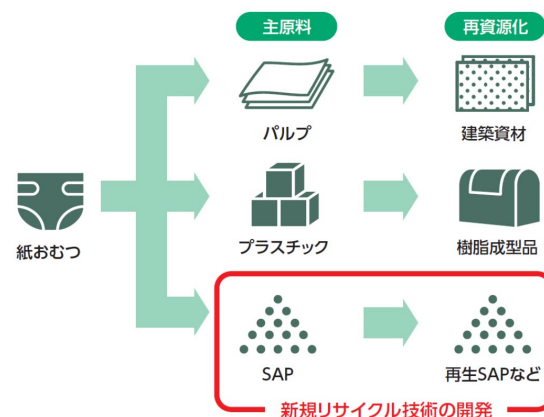 主原料
再資源化
パルプ
建築資材
紙おむつ
プラスチック
樹脂成型品
SAP
再生SAPなど
新規リサイクル技術の開発